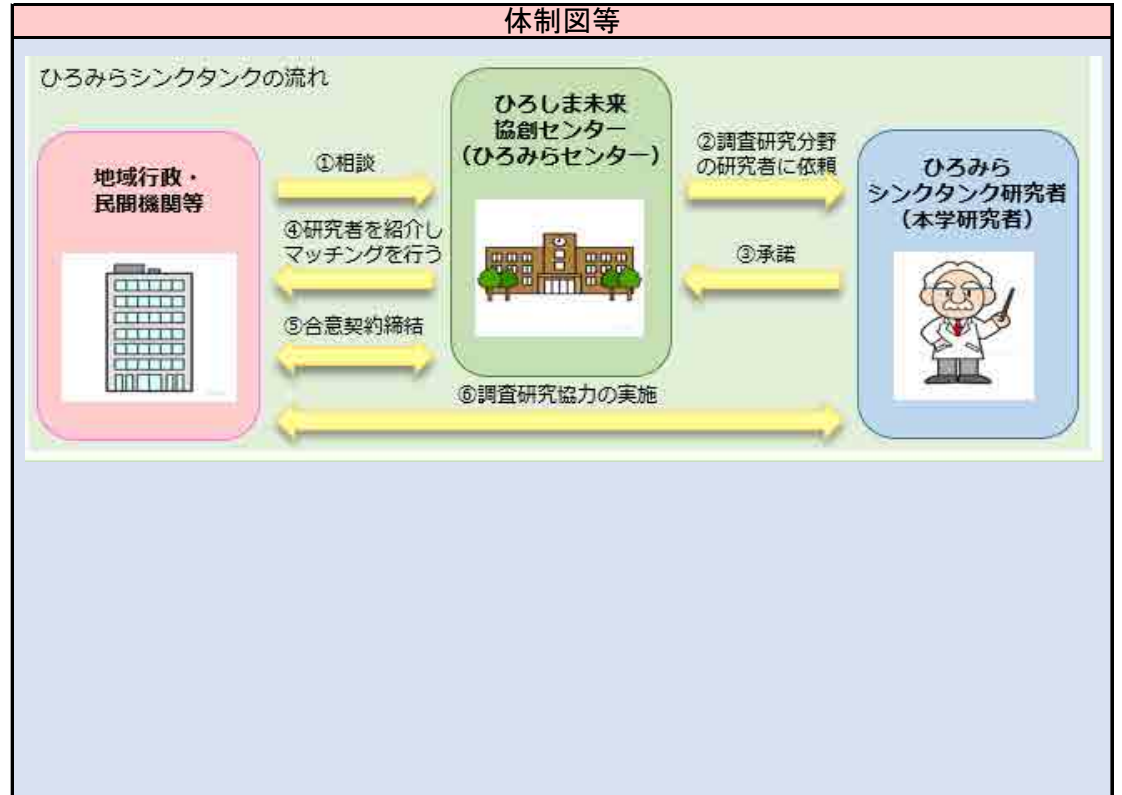 体制図等
ひろみらシンクタンクの流れ
地域行政・
民間機関等
①相談
④研究者を紹介し
マッチングを行う
⑤合意契約締結
ひろしま未来
協創センター
(ひろみらセンター)
②調査研究分野
の研究者に依頼
③承諾
⑥調査研究協力の実施
ひろみら
シンクタンク研究者
(本学研究者)